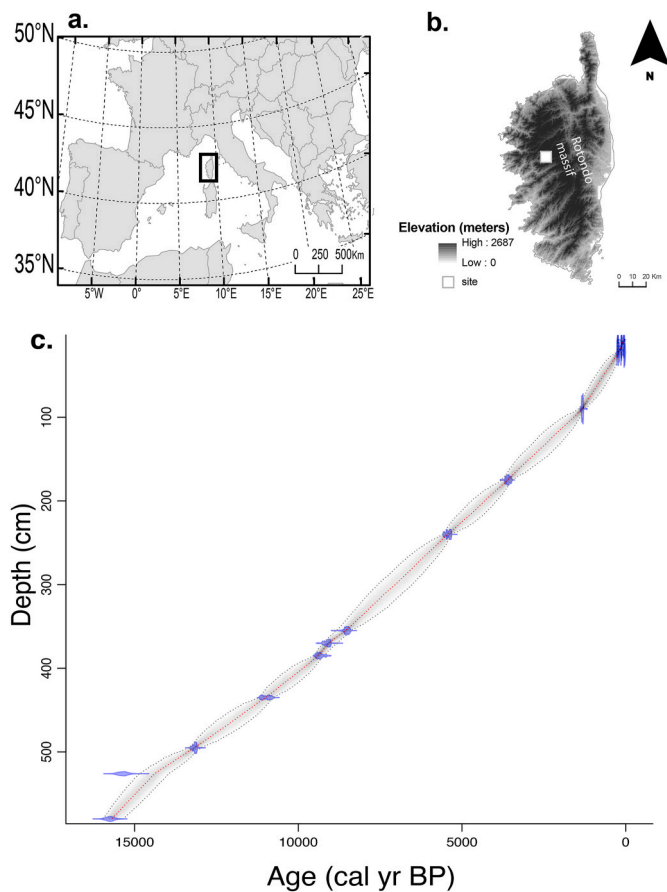 a.
50°N
45°N
40°N
35°N
0 250 500Km
5°W 0° 5°E 10°E 15°E 20°E 25°E
b.
N
Rotondo
massif
Elevation (meters)
High : 2687
Low : 0
site
0 10 20 Km
c.
100
200
300
400
500
Depth (cm)
15000 10000 5000 0
Age (cal yr BP)